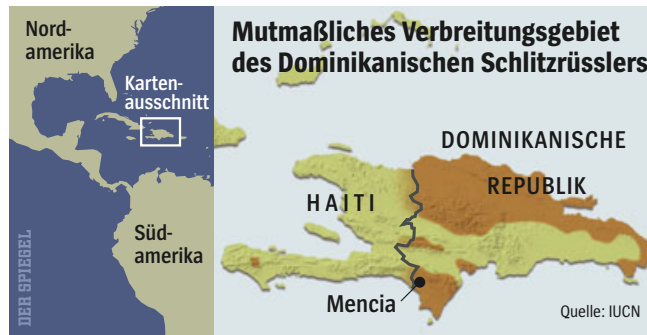 Nord-
amerika
Karten-
ausschnitt
Süd-
amerika
DER SPIEGEL
Mutmaßliches Verbreitungsgebiet
des Dominikanischen Schlitzrüsslers
DOMINIKANISCHE
REPUBLIK
HAITI
Mencia
Quelle: IUCN